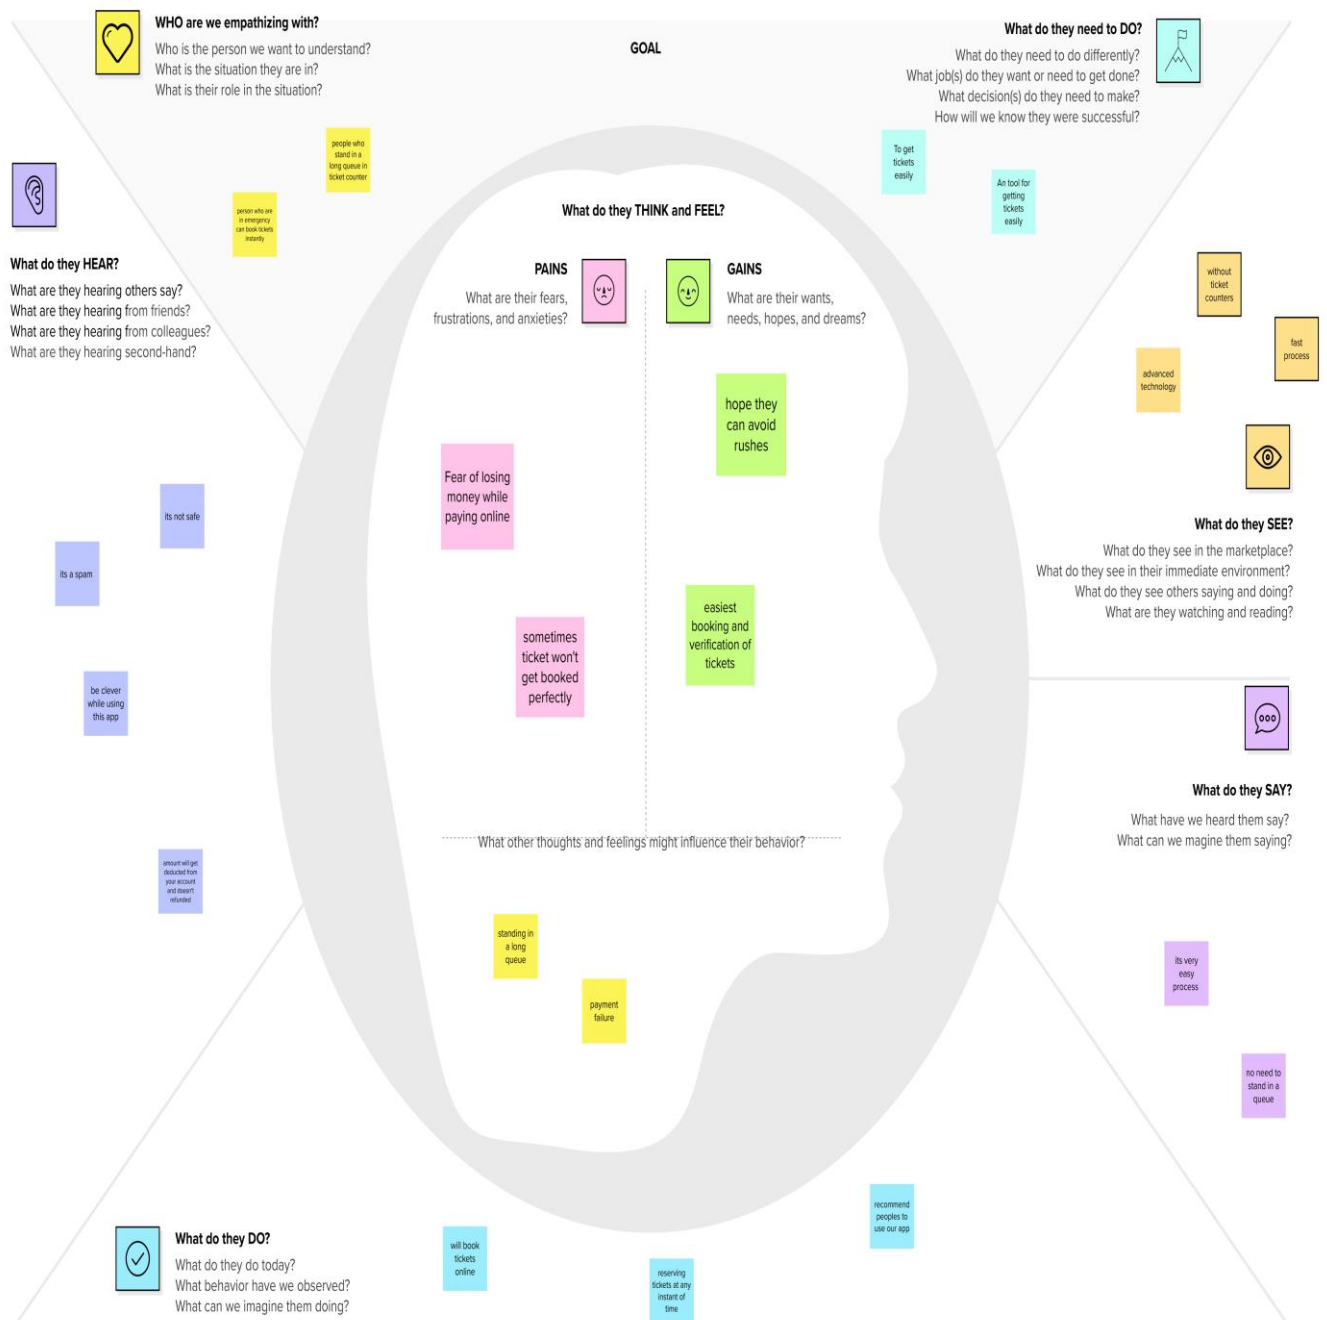 WHO are we empathizing with?
Who is the person we want to understand?
What is the situation they are in?
What is their role in the situation?
GOAL
What do they need to DO?
What do they need to do differently?
What job(s) do they want or need to get done?
What decision(s) do they need to make?
How will we know they were successful?
people who
stand in a
long queue in
ticket counter
person who are
in emergency
can book tickets
instantly
To get
tickets
easily
An tool for
getting
tickets
easily
What do they HEAR?
What are they hearing others say?
What are they hearing from friends?
What are they hearing from colleagues?
What are they hearing second-hand?
its not safe
its a spam
be clever
while using
this app
amount will get
deducted from
your account
and doesn't
refunded
What do they THINK and FEEL?
PAINS
What are their fears,
frustrations, and anxieties?
GAINS
What are their wants,
needs, hopes, and dreams?
Fear of losing
money while
paying online
sometimes
ticket won't
get booked
perfectly
hope they
can avoid
rushes
easiest
booking and
verification of
tickets
What other thoughts and feelings might influence their behavior?
standing in
a long
queue
payment
failure
without
ticket
counters
fast
process
advanced
technology
What do they SEE?
What do they see in the marketplace?
What do they see in their immediate environment?
What do they see others saying and doing?
What are they watching and reading?
What do they SAY?
What have we heard them say?
What can we magine them saying?
its very
easy
process
no need to
stand in a
queue
What do they DO?
What do they do today?
What behavior have we observed?
What can we imagine them doing?
will book
tickets
online
reserving
tickets at any
instant of
time
recommend
peoples to
use our app